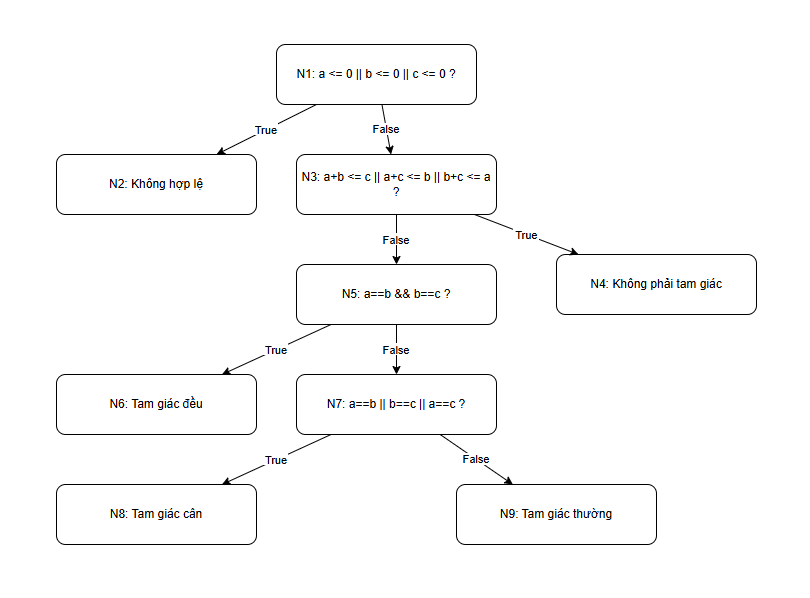 N1: a <= 0 || b <= 0 || c <= 0 ?
True
False
N2: Không hợp lệ
N3: a+b <= c || a+c <= b || b+c <= a
?
False
True
N5: a==b && b==c ?
N4: Không phải tam giác
True
False
N6: Tam giác đều
N7: a==b || b==c || a==c ?
True
False
N8: Tam giác cân
N9: Tam giác thường